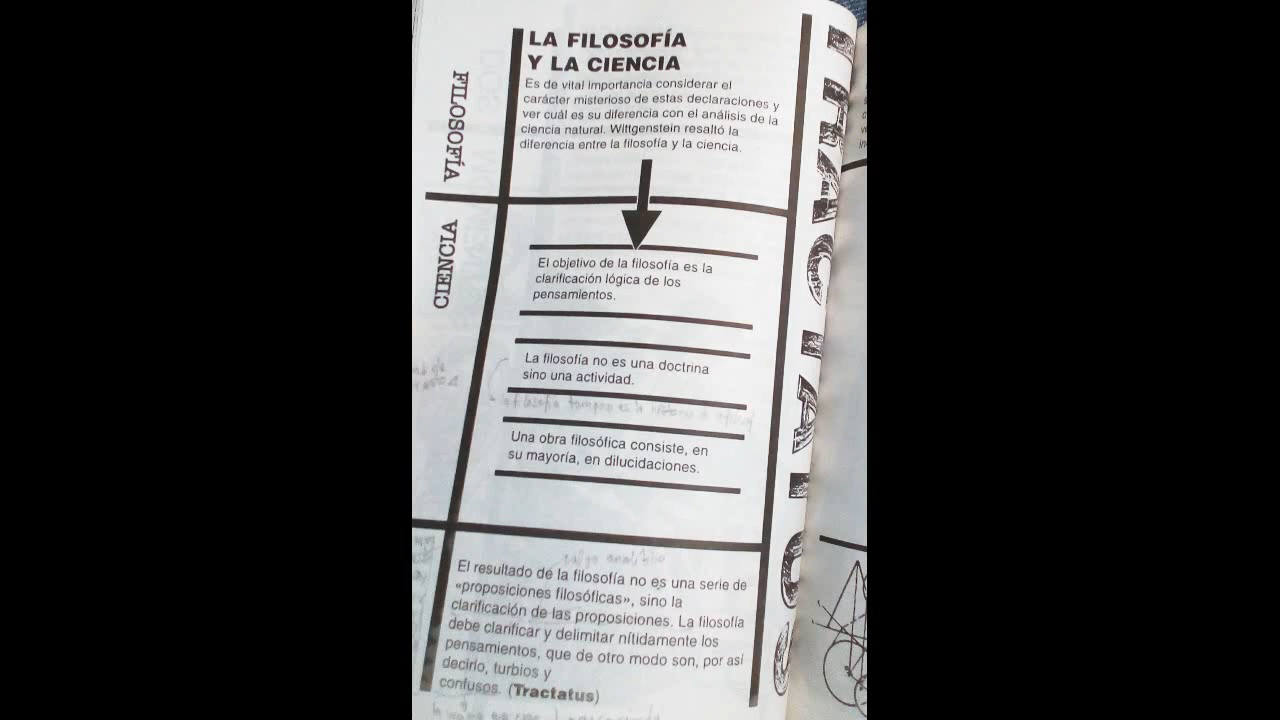 LA FILOSOFÍA
Y LA CIENCIA
Es de vital importancia considerar el
carácter misterioso de estas declaraciones y
ver cuál es su diferencia con el análisis de la
ciencia natural. Wittgenstein resaltó la
diferencia entre la filosofía y la ciencia.
FILOSOFÍA
CIENCIA
El objetivo de la filosofía es la
clarificación lógica de los
pensamientos.
La filosofía no es una doctrina
sino una actividad.
Una obra filosófica consiste, en
su mayoría, en dilucidaciones.
El resultado de la filosofía no es una serie de
«proposiciones filosóficas», sino la
clarificación de las proposiciones. La filosofía
debe clarificar y delimitar nítidamente los
pensamientos, que de otro modo son, por así
decirlo, turbios y
confusos. (Tractatus)